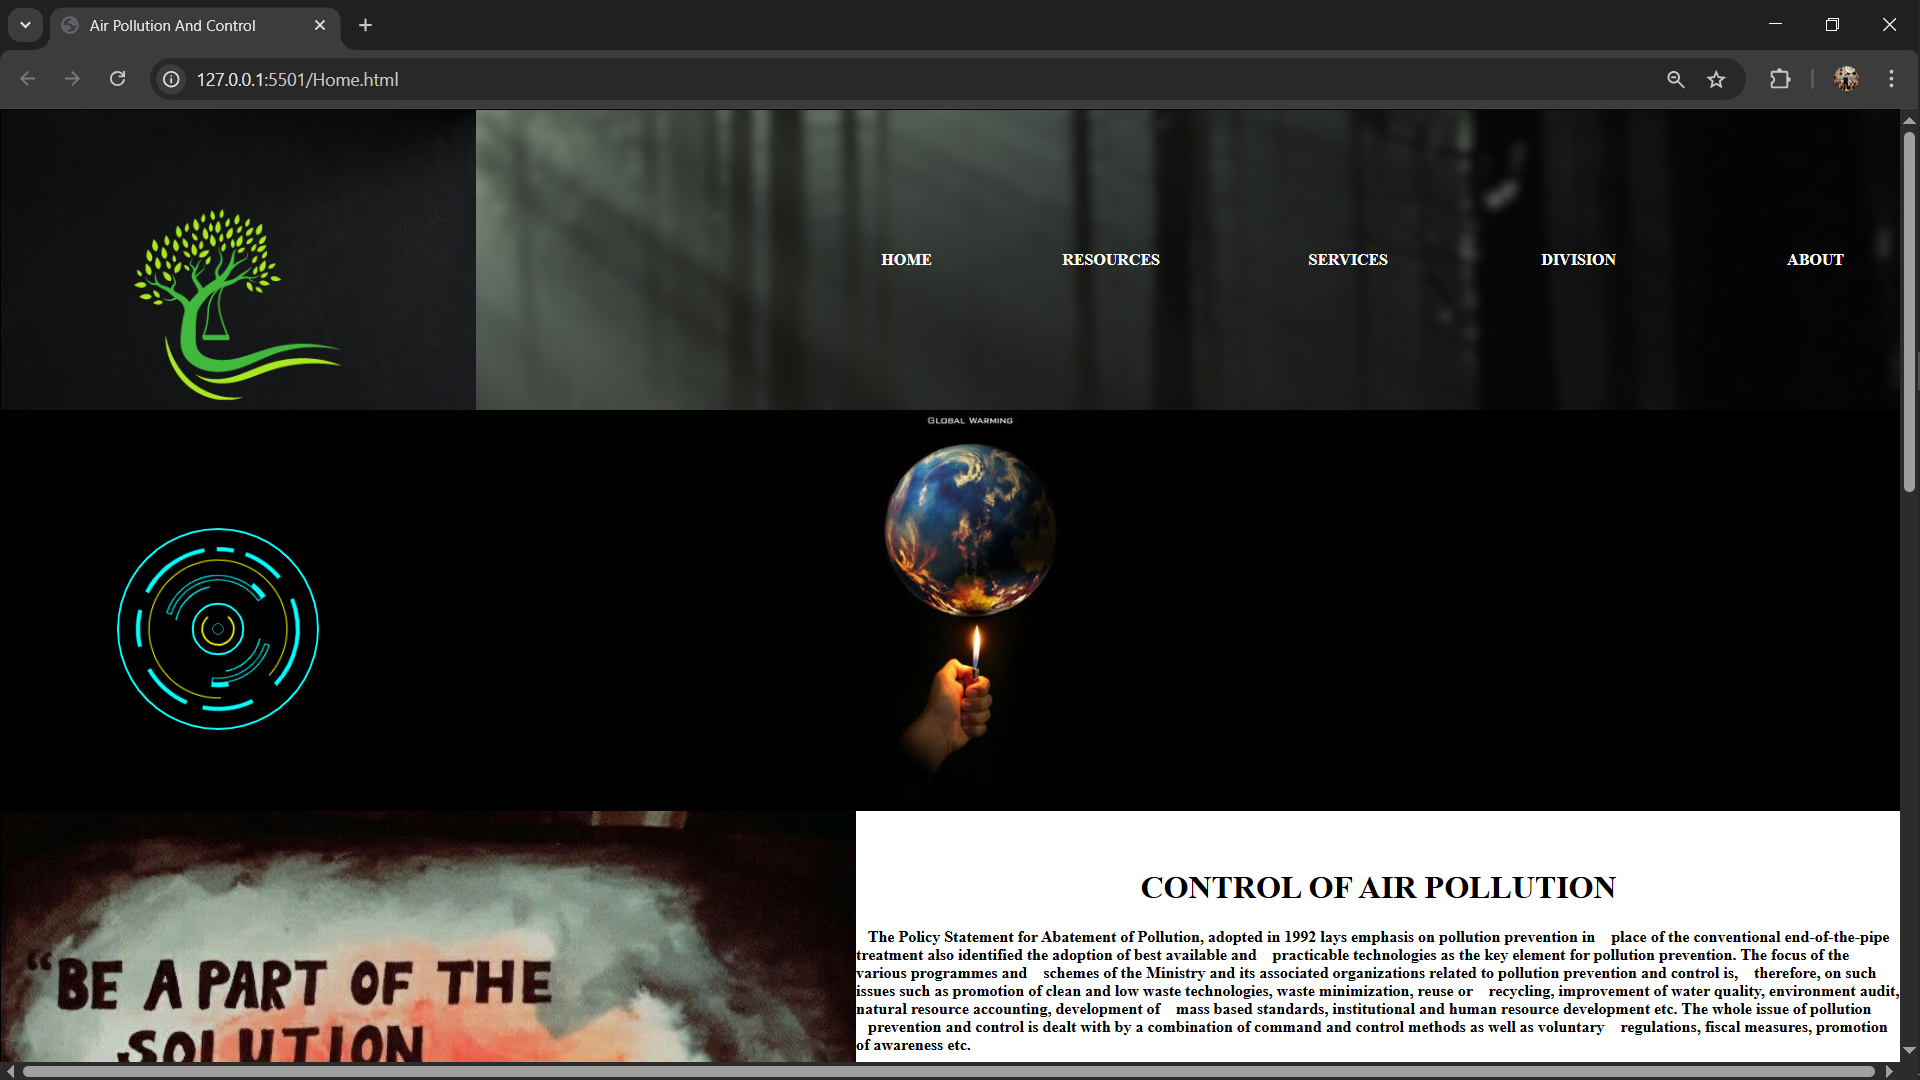 Air Pollution And Control
127.0.0.1:5501/Home.html
HOME RESOURCES SERVICES DIVISION ABOUT
GLOBAL WARMING
“BE A PART OF THE
SOLUTION
CONTROL OF AIR POLLUTION
The Policy Statement for Abatement of Pollution, adopted in 1992 lays emphasis on pollution prevention in place of the conventional end-of-the-pipe
treatment also identified the adoption of best available and practicable technologies as the key element for pollution prevention. The focus of the
various programmes and schemes of the Ministry and its associated organizations related to pollution prevention and control is, therefore, on such
issues such as promotion of clean and low waste technologies, waste minimization, reuse or recycling, improvement of water quality, environment audit,
natural resource accounting, development of mass based standards, institutional and human resource development etc. The whole issue of pollution
prevention and control is dealt with by a combination of command and control methods as well as voluntary regulations, fiscal measures, promotion
of awareness etc.